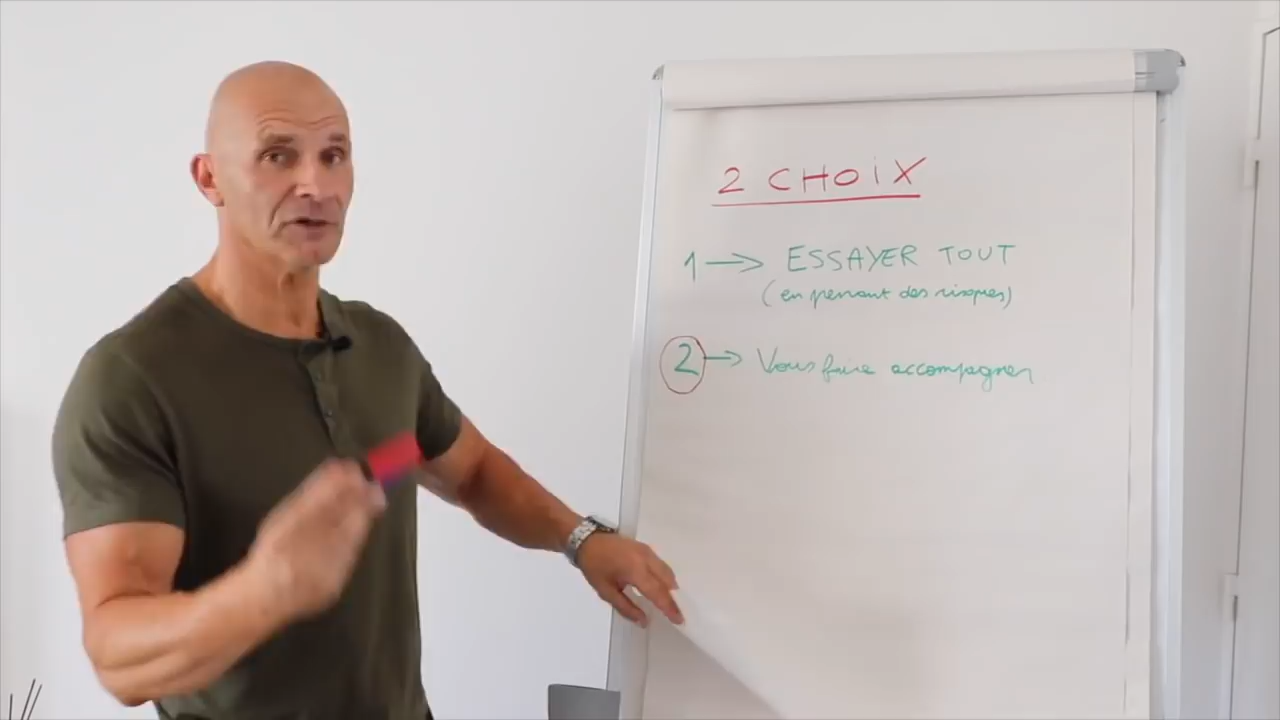 2 CHOiX
1 → ESSAYER TOUT
(en prenant des risques)
2 → Vous faire accompagner